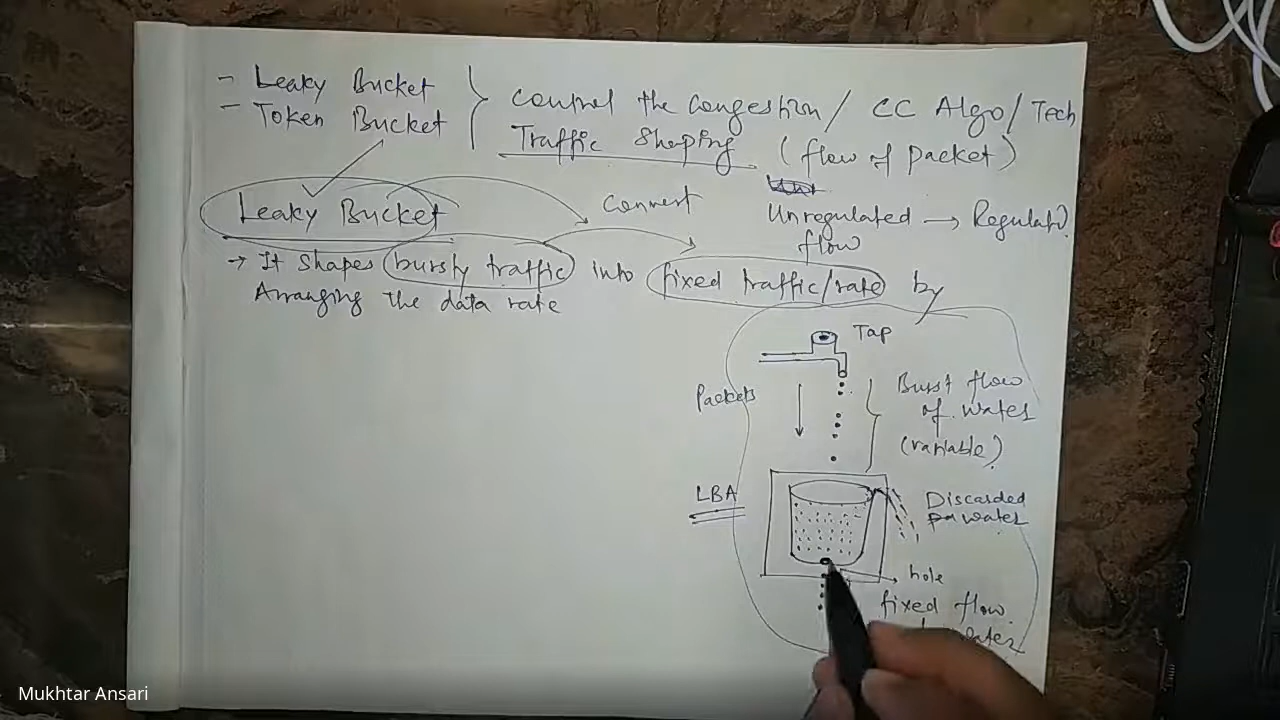 - Leaky Bucket
- Token Bucket
control the congestion / CC Algo/Tech
Traffic Shaping (flow of packet)
Leaky Bucket
convert
Unregulated → Regulatd
flow
→ It shapes bursty traffic into fixed traffic/rate by
Arranging the data rate
Tap
Packets
Burst flow
of water
(variable)
LBA
Discarded
water
hole
fixed flow
Mukhtar Ansari